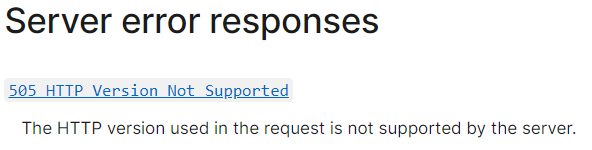 Server error responses
505 HTTP Version Not Supported
The HTTP version used in the request is not supported by the server.